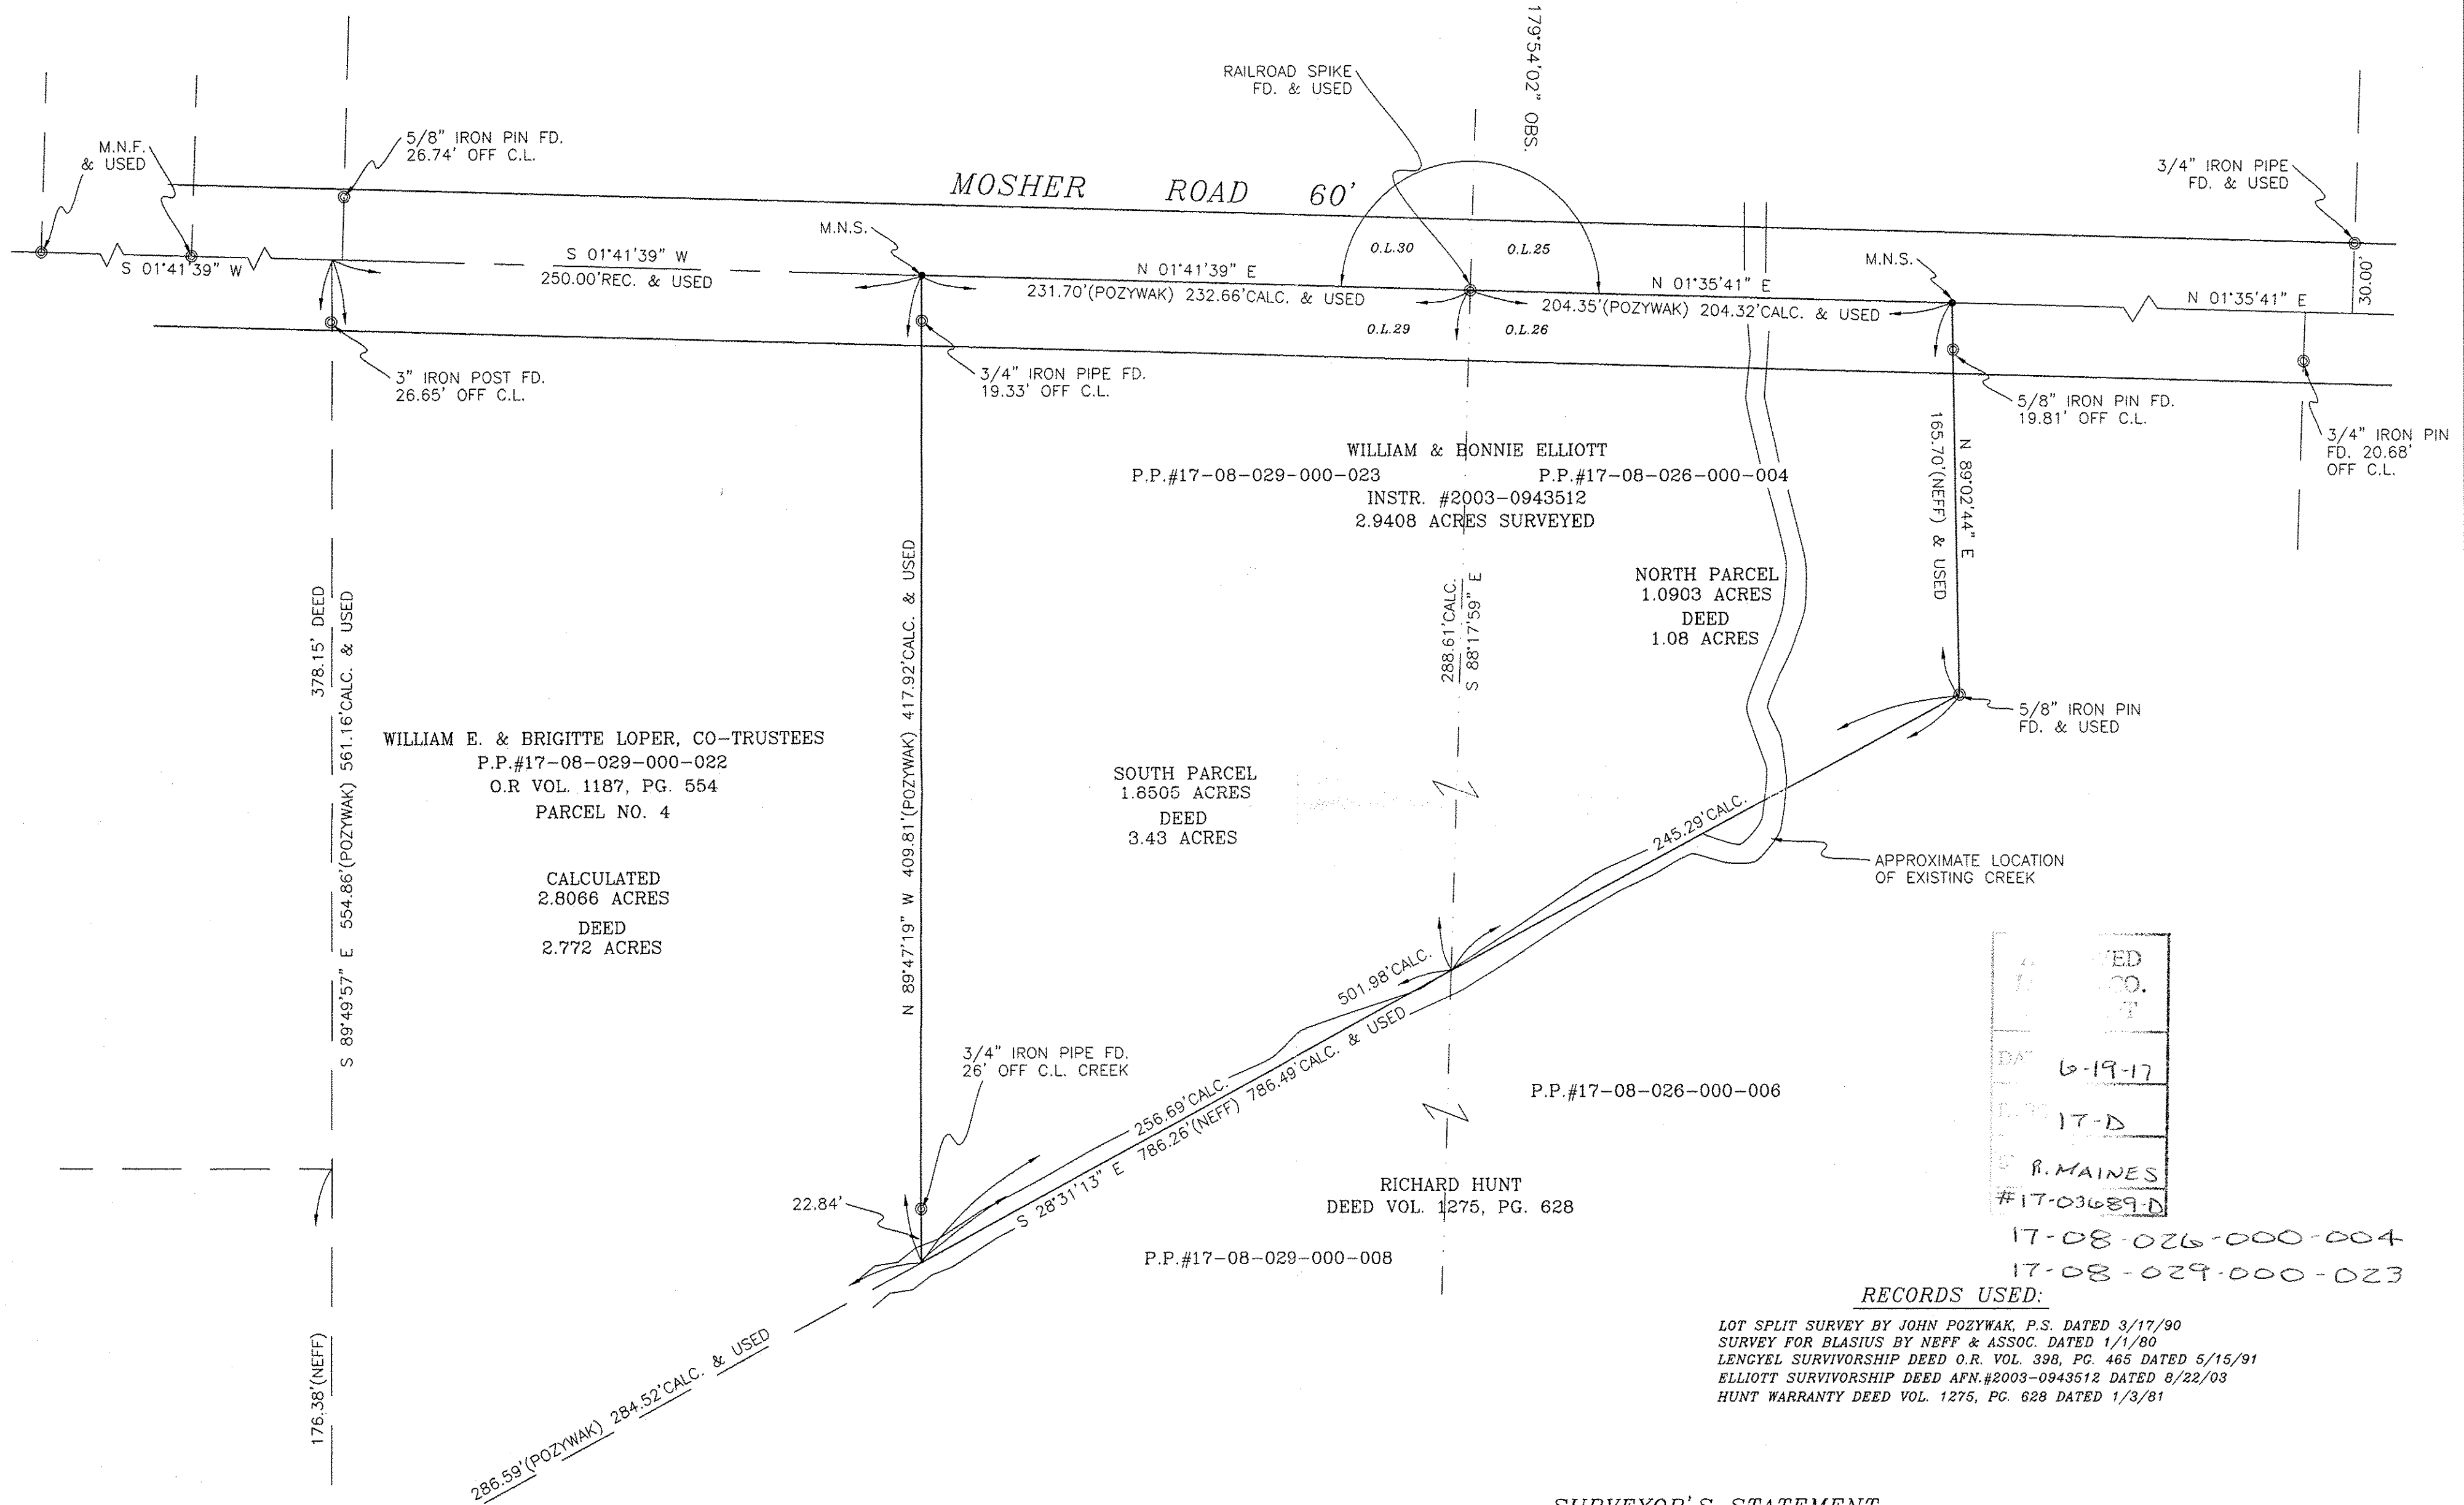 179°54'02" OBS.
RAILROAD SPIKE
FD. & USED
M.N.F.
& USED
5/8" IRON PIN FD.
26.74' OFF C.L.
3/4" IRON PIPE
FD. & USED
MOSHER ROAD 60'
M.N.S.
O.L.30
O.L.25
M.N.S.
S 01°41'39" W
S 01°41'39" W
250.00'REC. & USED
N 01°41'39" E
231.70'(POZYWAK) 232.66'CALC. & USED
N 01°35'41" E
204.35'(POZYWAK) 204.32'CALC. & USED
N 01°35'41" E
30.00'
O.L.29
O.L.26
3" IRON POST FD.
26.65' OFF C.L.
3/4" IRON PIPE FD.
19.33' OFF C.L.
5/8" IRON PIN FD.
19.81' OFF C.L.
3/4" IRON PIN
FD. 20.68'
OFF C.L.
WILLIAM & BONNIE ELLIOTT
P.P.#17-08-029-000-023 P.P.#17-08-026-000-004
INSTR. #2003-0943512
2.9408 ACRES SURVEYED
N 89°02'44" E
165.70'(NEFF) & USED
NORTH PARCEL
1.0903 ACRES
DEED
1.08 ACRES
288.61'CALC.
S 88°17'59" E
378.15' DEED
S 89°49'57" E 554.86'(POZYWAK) 561.16'CALC. & USED
N 89°47'19" W 409.81'(POZYWAK) 417.92'CALC. & USED
5/8" IRON PIN
FD. & USED
WILLIAM E. & BRIGITTE LOPER, CO-TRUSTEES
P.P.#17-08-029-000-022
O.R VOL. 1187, PG. 554
PARCEL NO. 4
CALCULATED
2.8066 ACRES
DEED
2.772 ACRES
SOUTH PARCEL
1.8505 ACRES
DEED
3.43 ACRES
245.29'CALC.
APPROXIMATE LOCATION
OF EXISTING CREEK
501.98'CALC.
256.69'CALC.
S 28°31'13" E 786.26'(NEFF) 786.49'CALC. & USED
3/4" IRON PIPE FD.
26' OFF C.L. CREEK
22.84'
P.P.#17-08-026-000-006
RICHARD HUNT
DEED VOL. 1275, PG. 628
P.P.#17-08-029-000-008
176.38'(NEFF)
286.59'(POZYWAK) 284.52'CALC. & USED
CO.
6-19-17
17-D
R. MAINES
#17-03689-D
17-08-026-000-004
17-08-029-000-023
RECORDS USED:
LOT SPLIT SURVEY BY JOHN POZYWAK, P.S. DATED 3/17/90
SURVEY FOR BLASIUS BY NEFF & ASSOC. DATED 1/1/80
LENGYEL SURVIVORSHIP DEED O.R. VOL. 398, PG. 465 DATED 5/15/91
ELLIOTT SURVIVORSHIP DEED AFN.#2003-0943512 DATED 8/22/03
HUNT WARRANTY DEED VOL. 1275, PG. 628 DATED 1/3/81
SURVEYOR'S STATEMENT